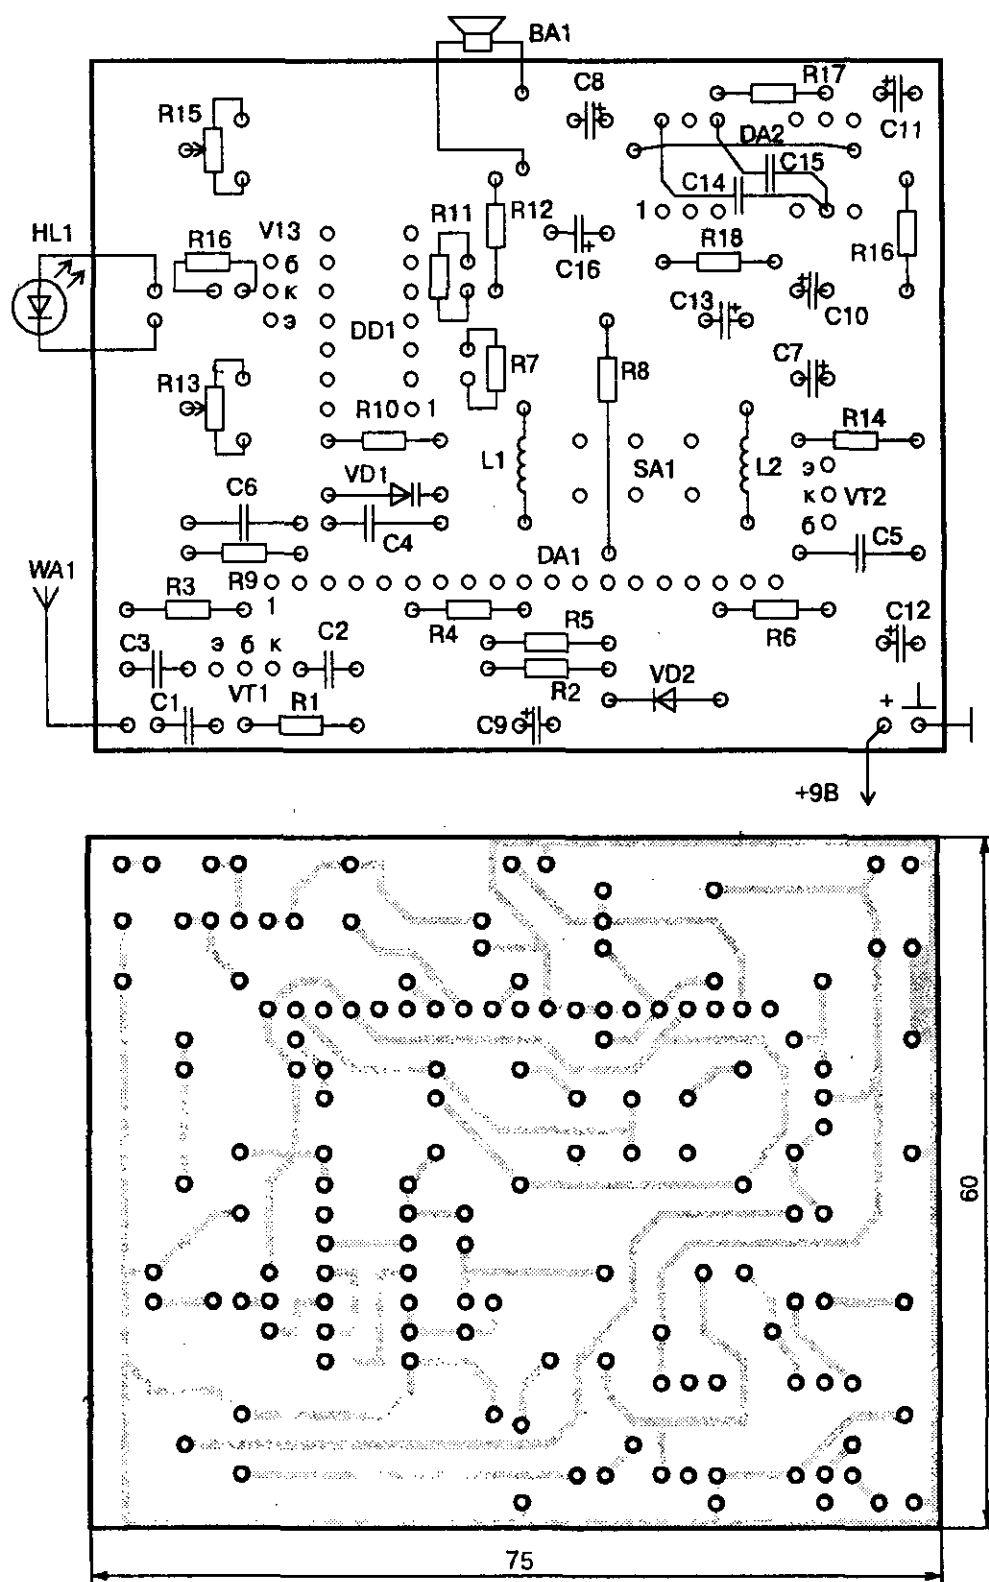 BA1
C8
R17
R15
DA2
C11
C15
C14
1
R12
R11
HL1
V13
R16
б
к
э
C16
R18
R16
DD1
C13
C10
R7
R8
C7
R13
R10
1
R14
L1
SA1
L2
э
к
VT2
б
VD1
C6
C4
C5
DA1
WA1
R9
R3
1
R4
R5
R6
C12
C3
э б к
C2
VT1
R2
VD2
C1
R1
C9
+
+9В
60
75